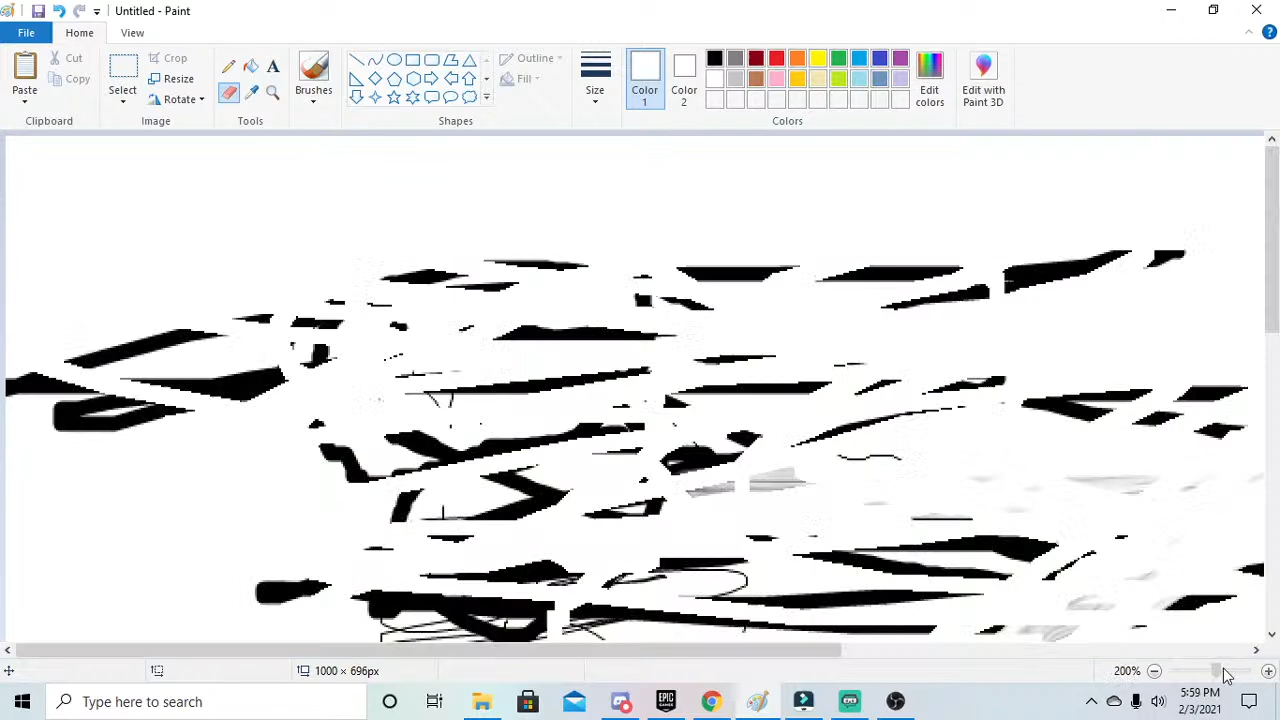 Untitled - Paint
File
Home
View
Paste
Cut
Copy
Clipboard
Select
Crop
Resize
Rotate
Image
A
Tools
Brushes
Outline
Fill
Shapes
Size
Color 1
Color 2
Edit colors
Colors
Edit with Paint 3D
1000 × 696px
200%
Type here to search
EPIC GAMES
5:59 PM
2/3/2021